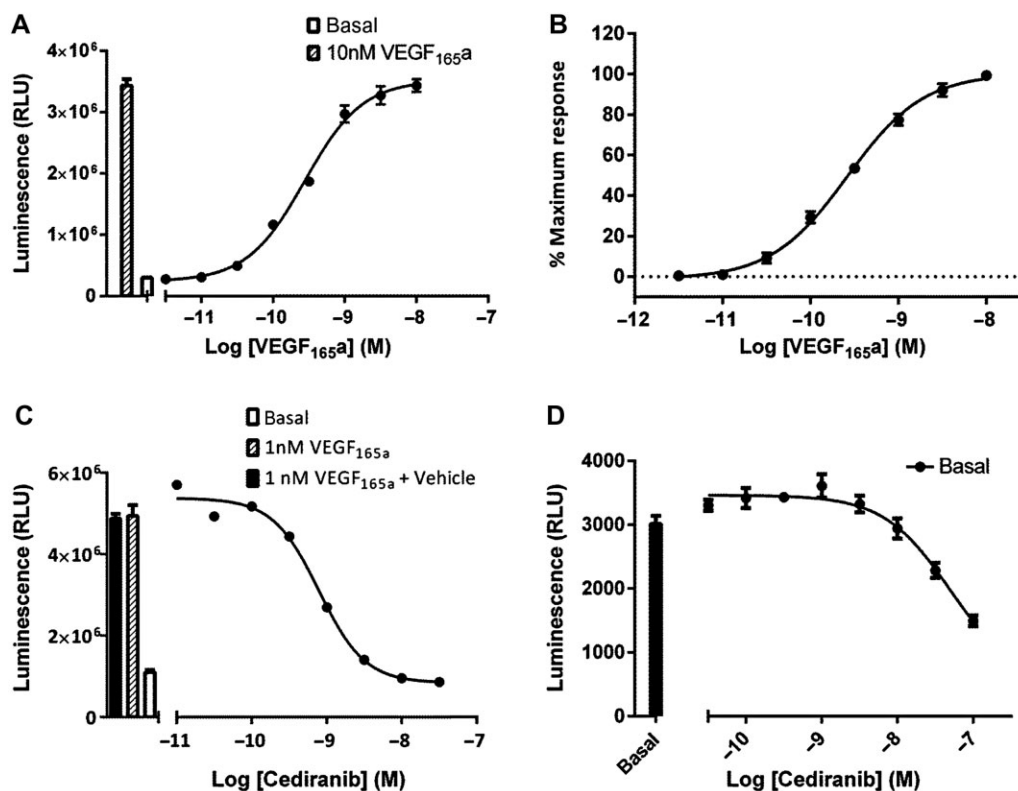 A
Basal
10nM VEGF₁₆₅a
Luminescence (RLU)
4×10⁶
3×10⁶
2×10⁶
1×10⁶
0
−11 −10 −9 −8 −7
Log [VEGF₁₆₅a] (M)
B
% Maximum response
120
100
80
60
40
20
0
−12 −11 −10 −9 −8
Log [VEGF₁₆₅a] (M)
C
Basal
1nM VEGF₁₆₅ₐ
1 nM VEGF₁₆₅ₐ + Vehicle
Luminescence (RLU)
6×10⁶
4×10⁶
2×10⁶
0
−11 −10 −9 −8 −7
Log [Cediranib] (M)
D
Basal
Luminescence (RLU)
4000
3000
2000
1000
0
Basal −10 −9 −8 −7
Log [Cediranib] (M)